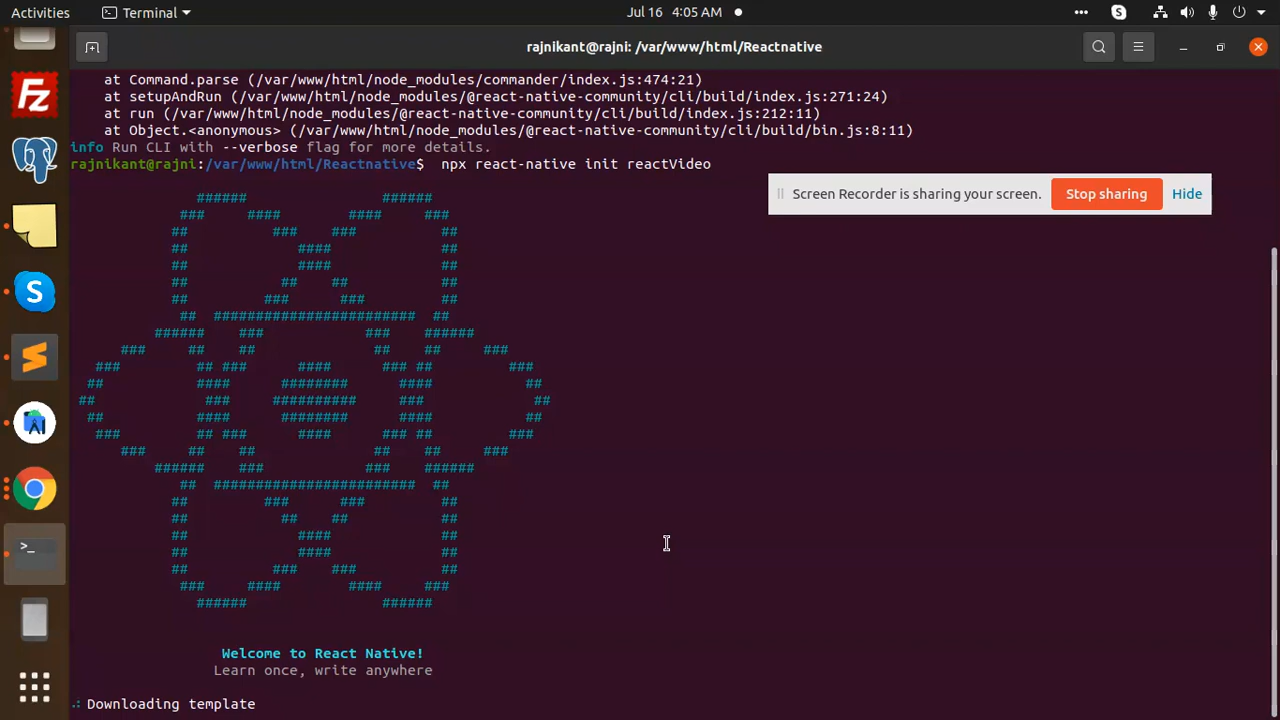 Activities Terminal Jul 16 4:05 AM
rajnikant@rajni: /var/www/html/Reactnative
at Command.parse (/var/www/html/node_modules/commander/index.js:474:21)
at setupAndRun (/var/www/html/node_modules/@react-native-community/cli/build/index.js:271:24)
at run (/var/www/html/node_modules/@react-native-community/cli/build/index.js:212:11)
at Object.<anonymous> (/var/www/html/node_modules/@react-native-community/cli/build/bin.js:8:11)
info Run CLI with --verbose flag for more details.
rajnikant@rajni:/var/www/html/Reactnative$ npx react-native init reactVideo
Screen Recorder is sharing your screen. Stop sharing Hide
Welcome to React Native!
Learn once, write anywhere
Downloading template